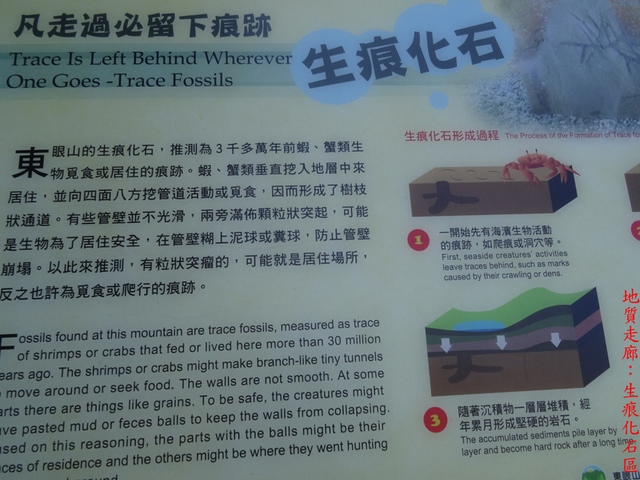 凡走過必留下痕跡
Trace Is Left Behind Wherever
One Goes -Trace Fossils
生痕化石
東眼山的生痕化石，推測為3千多萬年前蝦、蟹類生
物覓食或居住的痕跡。蝦、蟹類垂直挖入地層中來
居住，並向四面八方挖管道活動或覓食，因而形成了樹枝
狀通道。有些管壁並不光滑，兩旁滿佈顆粒狀突起，可能
是生物為了居住安全，在管壁糊上泥球或糞球，防止管壁
崩塌。以此來推測，有粒狀突瘤的，可能就是居住場所，
反之也許為覓食或爬行的痕跡。
Fossils found at this mountain are trace fossils, measured as trace
of shrimps or crabs that fed or lived here more than 30 million
ears ago. The shrimps or crabs might make branch-like tiny tunnels
move around or seek food. The walls are not smooth. At some
arts there are things like grains. To be safe, the creatures might
ve pasted mud or feces balls to keep the walls from collapsing.
ased on this reasoning, the parts with the balls might be their
ces of residence and the others might be where they went hunting
生痕化石形成過程 The Process of the Formation of Trace fo
1
一開始先有海濱生物活動
的痕跡，如爬痕或洞穴等。
First, seaside creatures' activities
leave traces behind, such as marks
caused by their crawling or dens.
3
隨著沉積物一層層堆積，經
年累月形成堅硬的岩石。
The accumulated sediments pile layer by
layer and become hard rock after a long time.
地質走廊：生痕化石區
東眼山